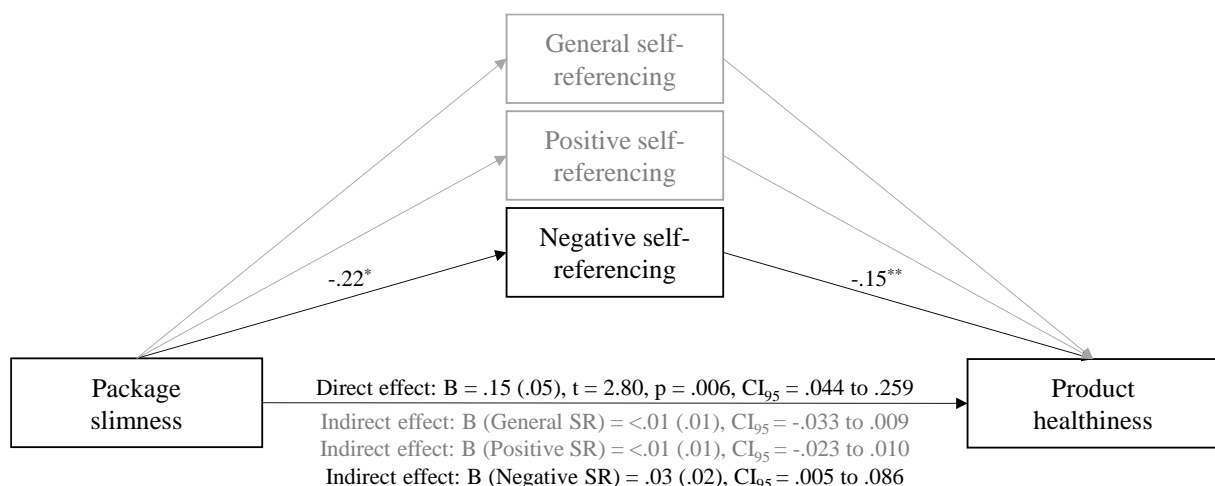 General self-
referencing
Positive self-
referencing
Negative self-
referencing
-.22*
-.15**
Package
slimness
Direct effect: B = .15 (.05), t = 2.80, p = .006, CI95 = .044 to .259
Indirect effect: B (General SR) = <.01 (.01), CI95 = -.033 to .009
Indirect effect: B (Positive SR) = <.01 (.01), CI95 = -.023 to .010
Indirect effect: B (Negative SR) = .03 (.02), CI95 = .005 to .086
Product
healthiness